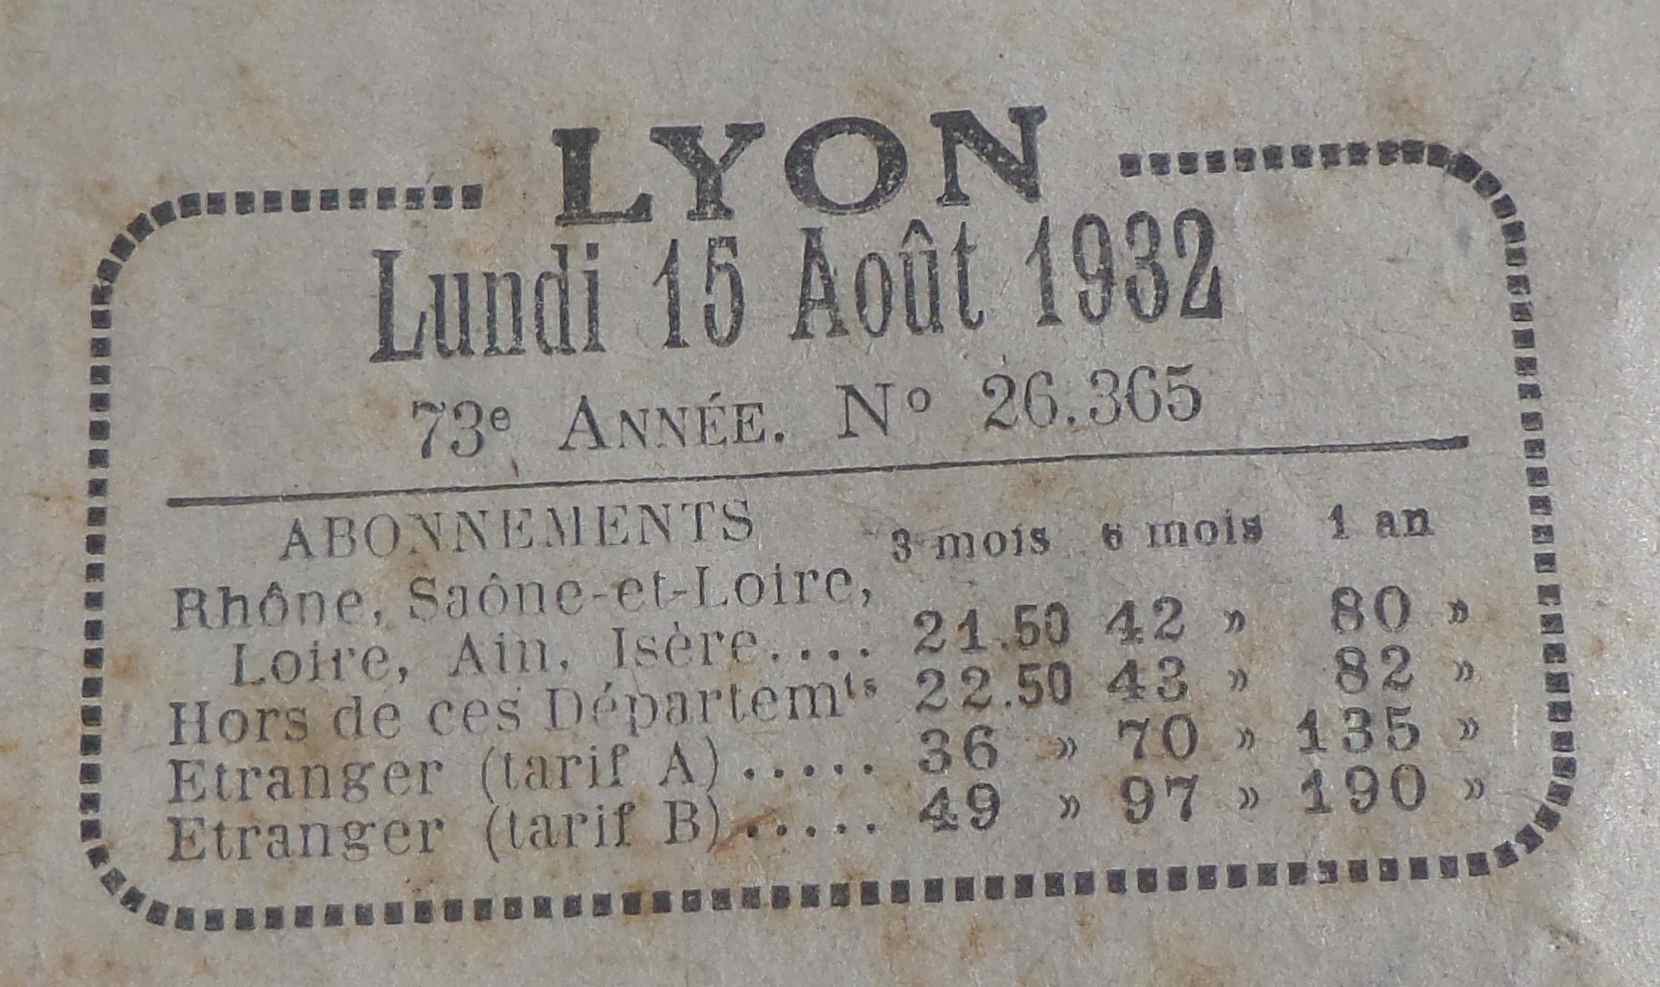 LYON
Lundi 15 Août 1932
73e ANNÉE. No 26.365
ABONNEMENTS 3 mois 6 mois 1 an
Rhône, Saône-et-Loire,
Loire, Ain, Isère.... 21.50 42 » 80 »
Hors de ces Départemts 22.50 43 » 82 »
Etranger (tarif A)..... 36 » 70 » 135 »
Etranger (tarif B)..... 49 » 97 » 190 »